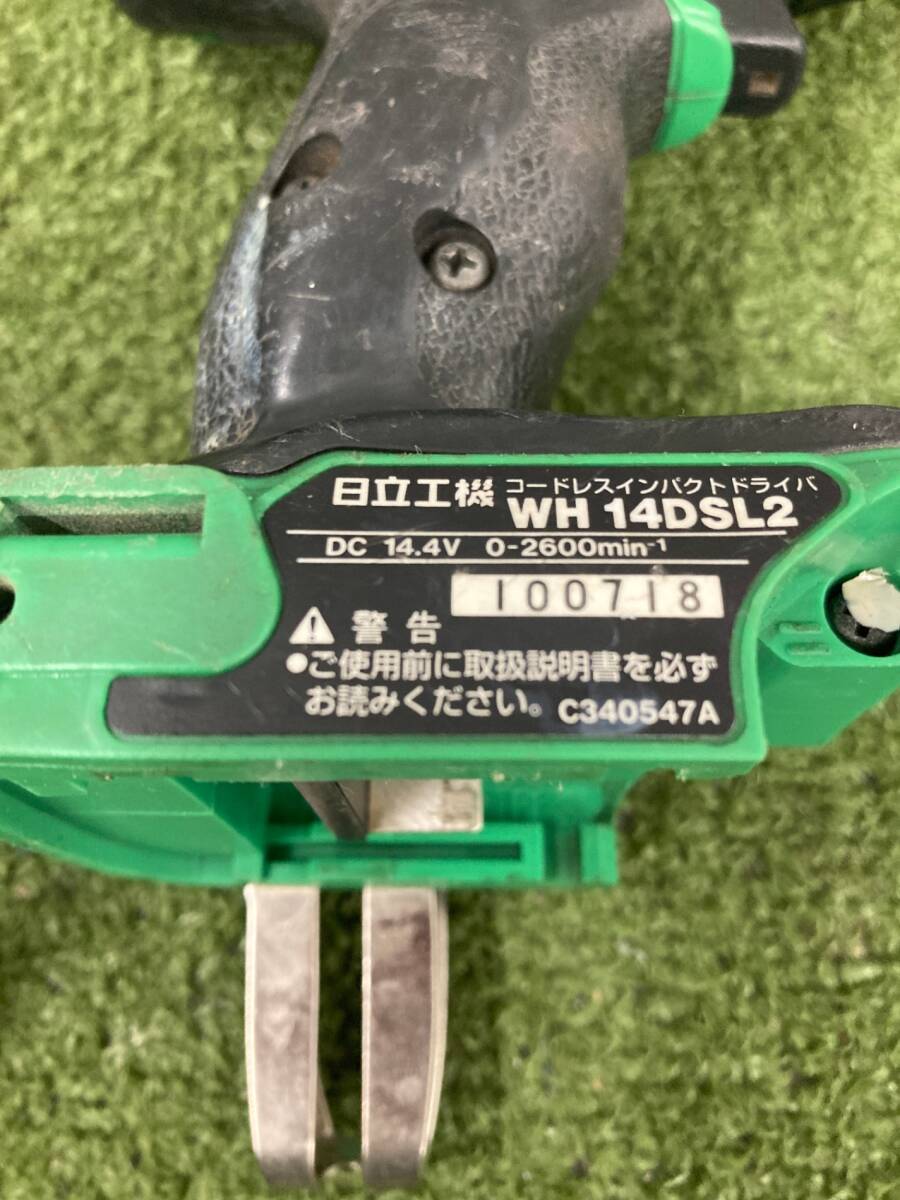 日立工機 コードレスインパクトドライバ
WH 14DSL2
DC 14.4V 0-2600min-1
100718
⚠警告
●ご使用前に取扱説明書を必ず
お読みください。 C340547A